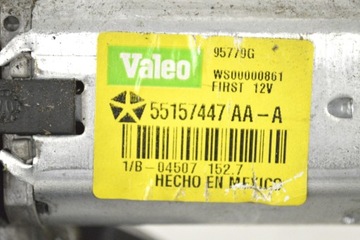 95779G
Valeo
WS00000861
FIRST 12V
55157447 AA-A
1/B-04507 152.7
HECHO EN MEXICO